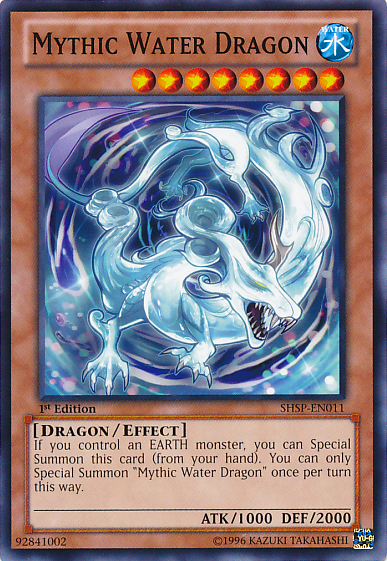 MYTHIC WATER DRAGON
WATER
水
1st Edition
SHSP-EN011
[DRAGON/EFFECT]
If you control an EARTH monster, you can Special
Summon this card (from your hand). You can only
Special Summon "Mythic Water Dragon" once per turn
this way.
ATK/1000 DEF/2000
92841002
©1996 KAZUKI TAKAHASHI